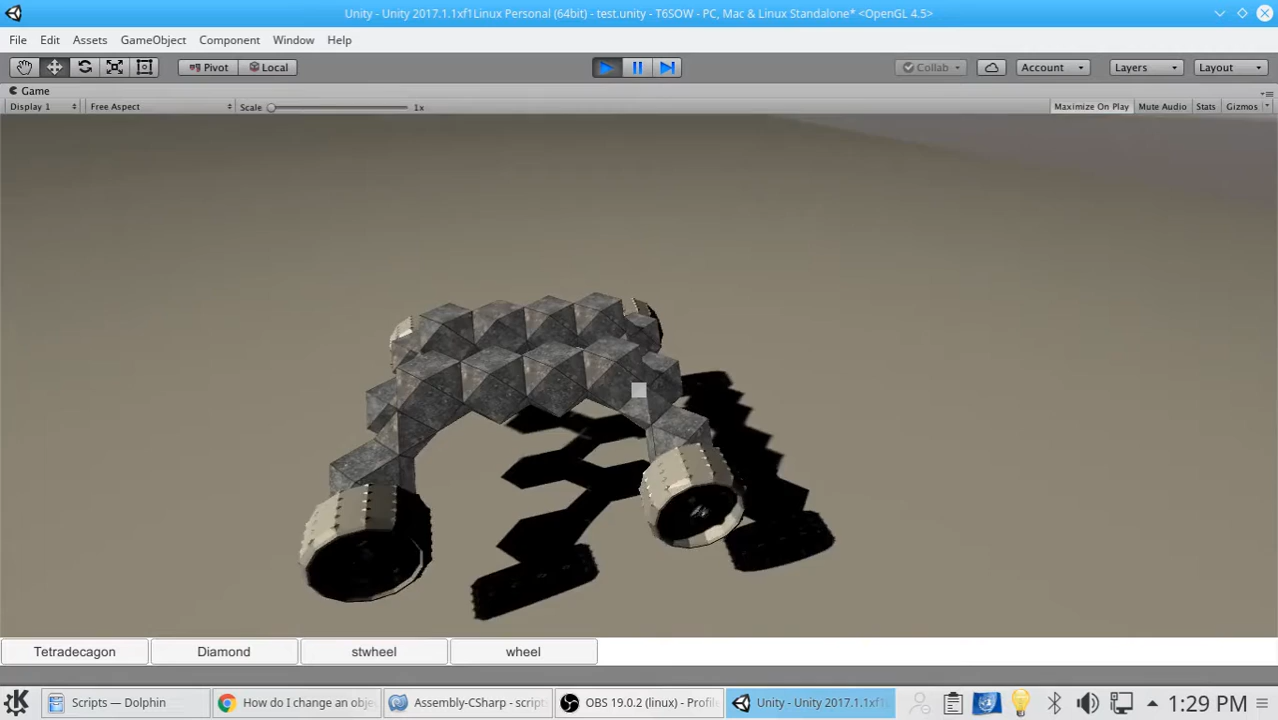 Unity - Unity 2017.1.1xf1Linux Personal (64bit) - test.unity - T6SOW - PC, Mac & Linux Standalone* <OpenGL 4.5>
File Edit Assets GameObject Component Window Help
Pivot Local Collab Account Layers Layout
Game
Display 1 Free Aspect Scale 1x Maximize On Play Mute Audio Stats Gizmos
Tetradecagon Diamond stwheel wheel
Scripts — Dolphin How do I change an obje Assembly-CSharp - scripts OBS 19.0.2 (linux) - Profil Unity - Unity 2017.1.1xf1L 1:29 PM